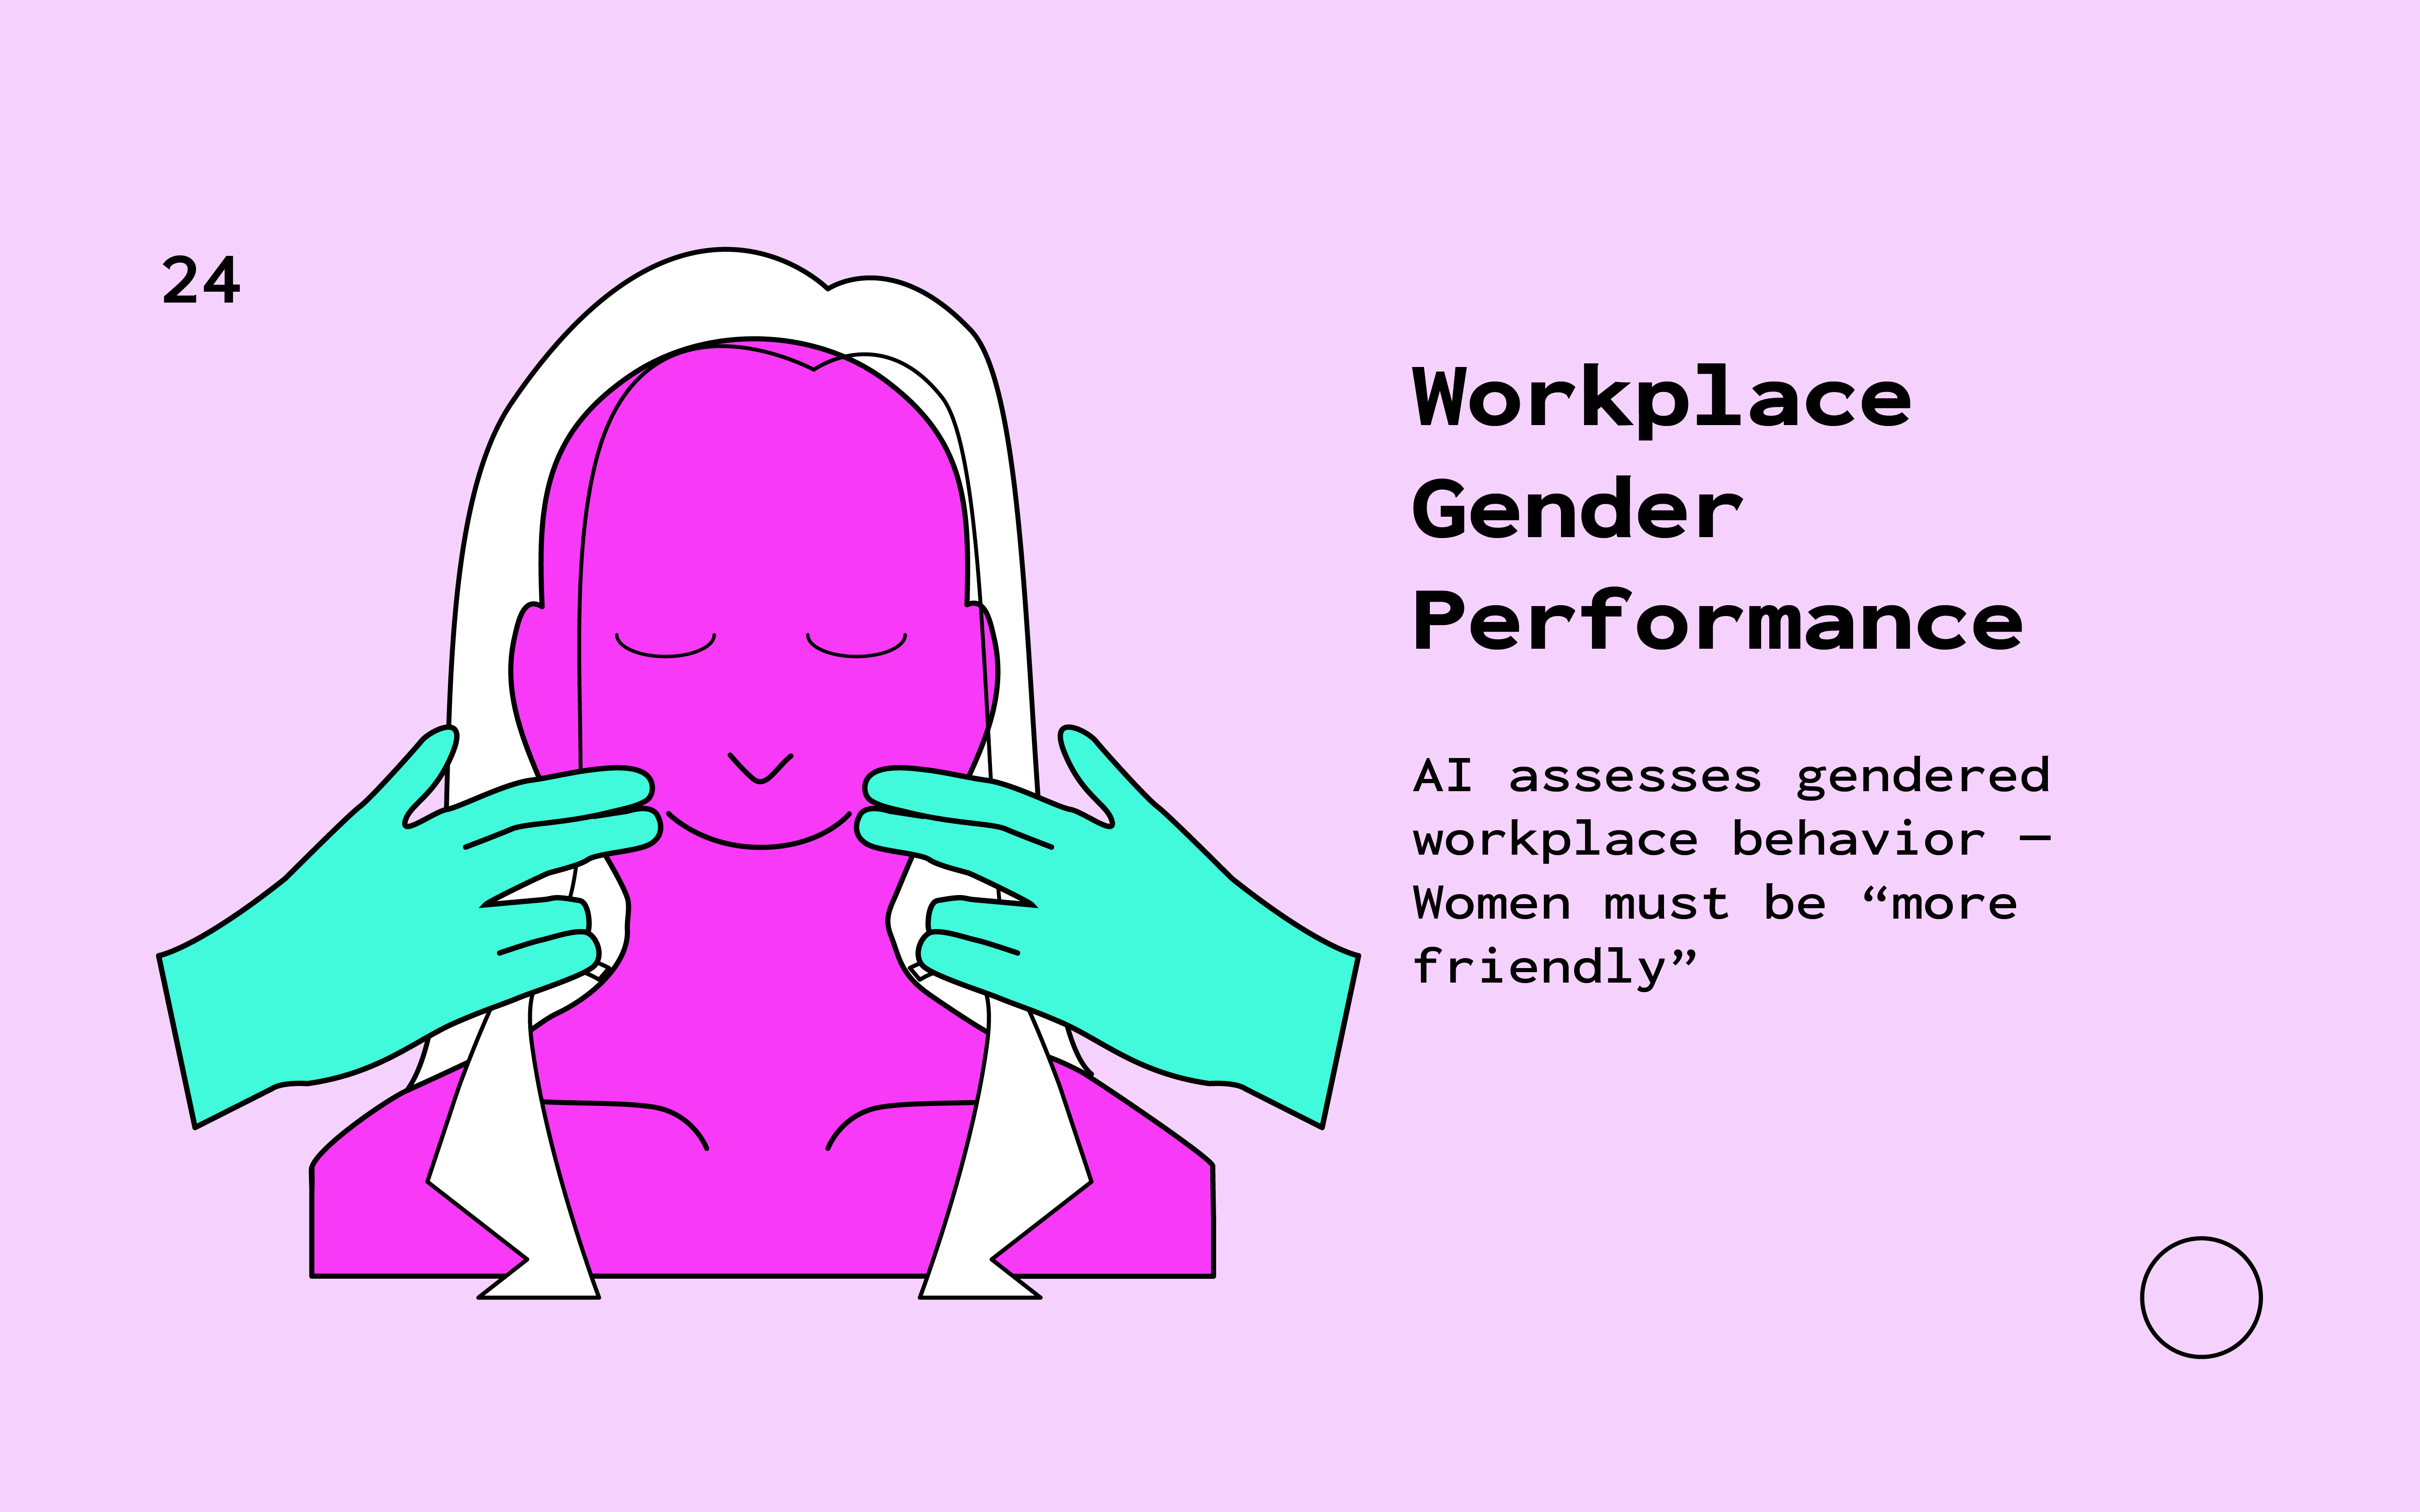 24
Workplace
Gender
Performance
AI assesses gendered
workplace behavior —
Women must be “more
friendly”